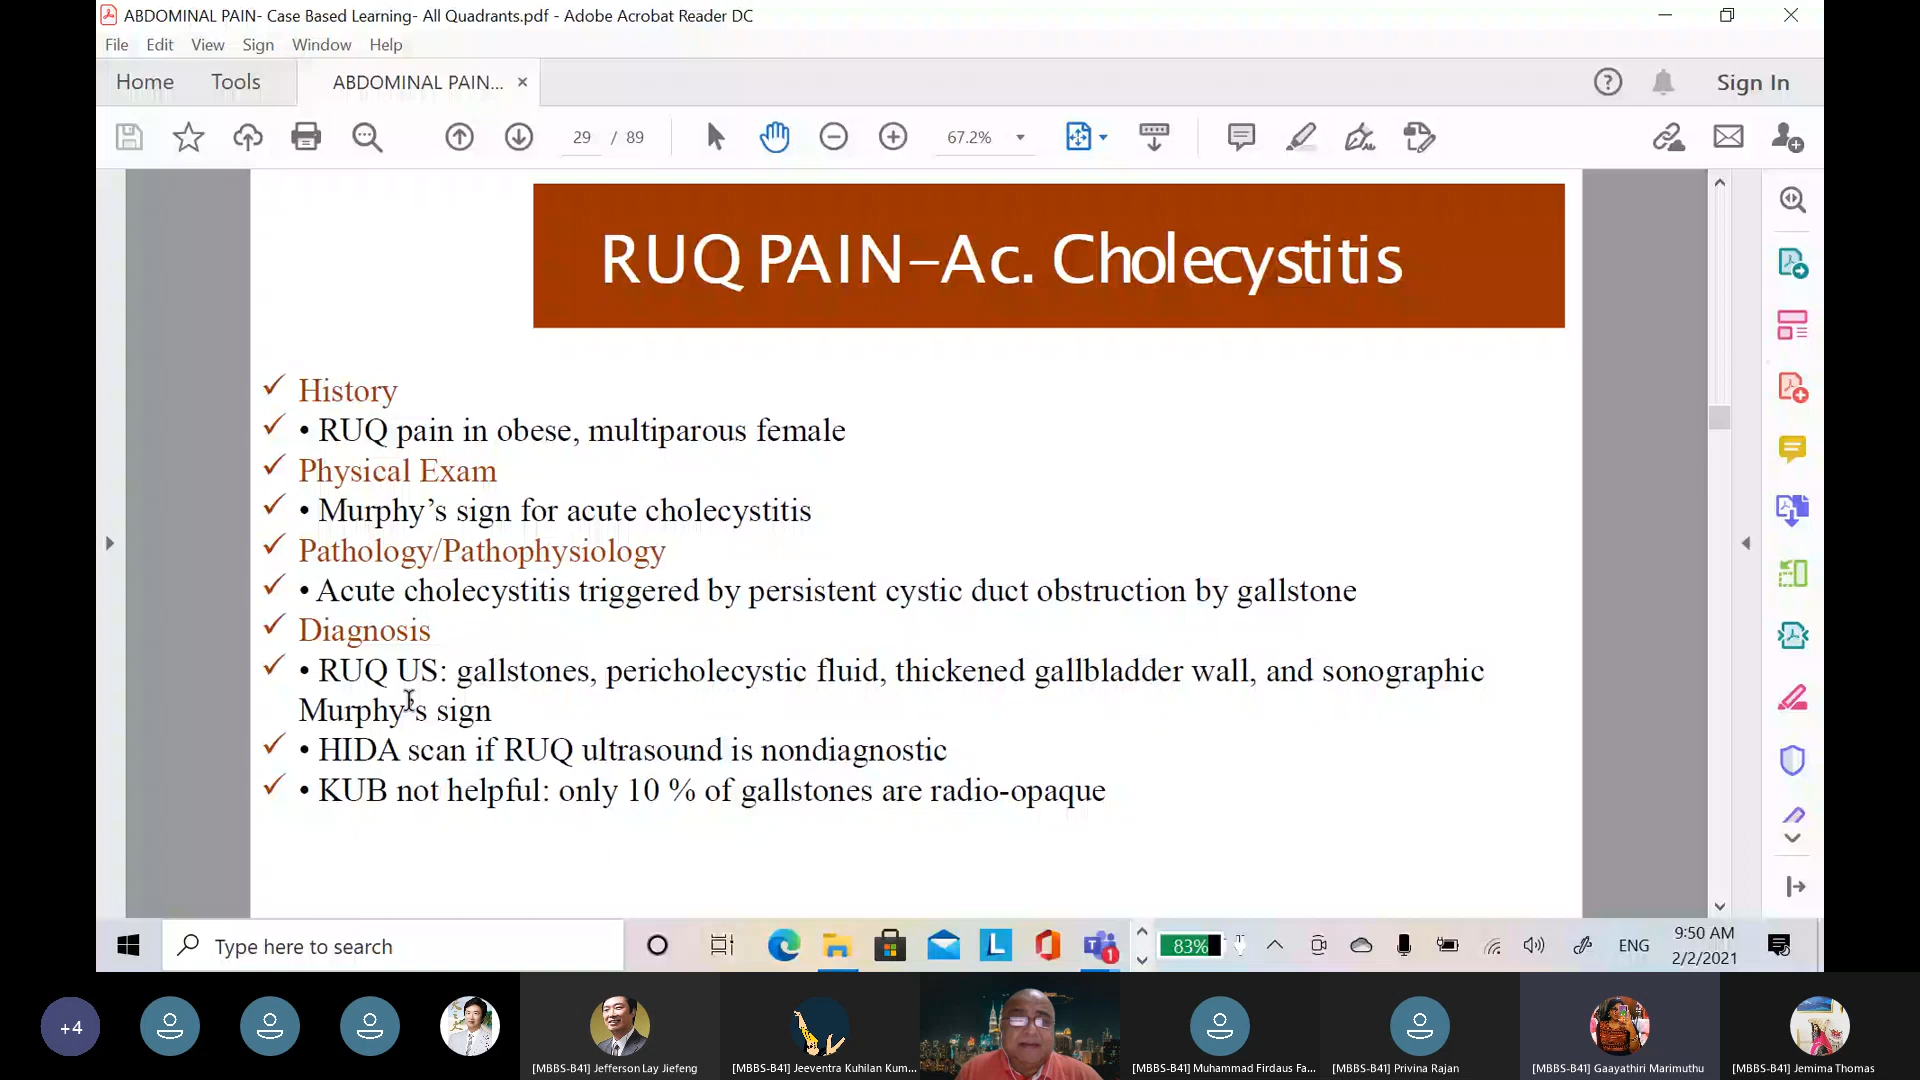 ABDOMINAL PAIN- Case Based Learning- All Quadrants.pdf - Adobe Acrobat Reader DC
File Edit View Sign Window Help
Home Tools ABDOMINAL PAIN... × Sign In
29 / 89 67.2%
RUQ PAIN–Ac. Cholecystitis
✓ History
✓ • RUQ pain in obese, multiparous female
✓ Physical Exam
✓ • Murphy’s sign for acute cholecystitis
✓ Pathology/Pathophysiology
✓ • Acute cholecystitis triggered by persistent cystic duct obstruction by gallstone
✓ Diagnosis
✓ • RUQ US: gallstones, pericholecystic fluid, thickened gallbladder wall, and sonographic
Murphy’s sign
✓ • HIDA scan if RUQ ultrasound is nondiagnostic
✓ • KUB not helpful: only 10 % of gallstones are radio-opaque
Type here to search
L
1
83%
ENG
9:50 AM
2/2/2021
+4
[MBBS-B41] Jefferson Lay Jiefeng
[MBBS-B41] Jeeventra Kuhilan Kum...
[MBBS-B41] Muhammad Firdaus Fa...
[MBBS-B41] Privina Rajan
[MBBS-B41] Gaayathiri Marimuthu
[MBBS-B41] Jemima Thomas